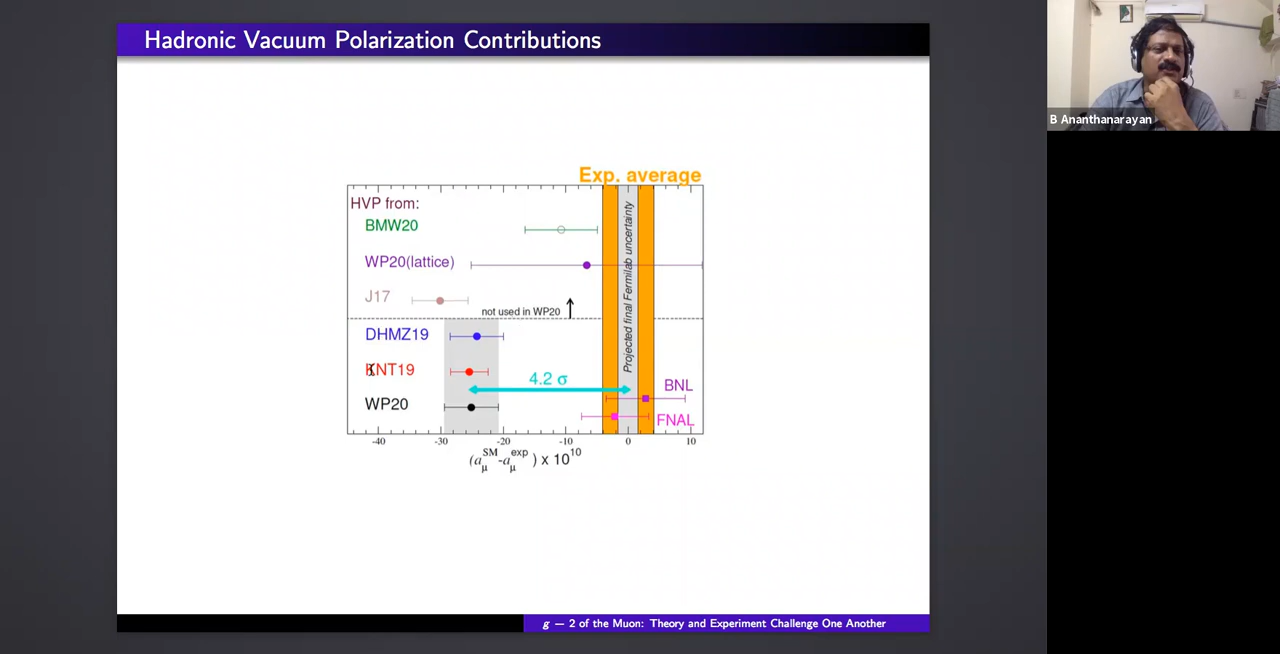 Hadronic Vacuum Polarization Contributions
B Ananthanarayan
Exp. average
HVP from:
BMW20
WP20(lattice)
J17
not used in WP20
Projected final Fermilab uncertainty
DHMZ19
KNT19
4.2 σ
BNL
WP20
FNAL
-40 -30 -20 -10 0 10
(a_μ^SM - a_μ^exp) x 10^10
g — 2 of the Muon: Theory and Experiment Challenge One Another